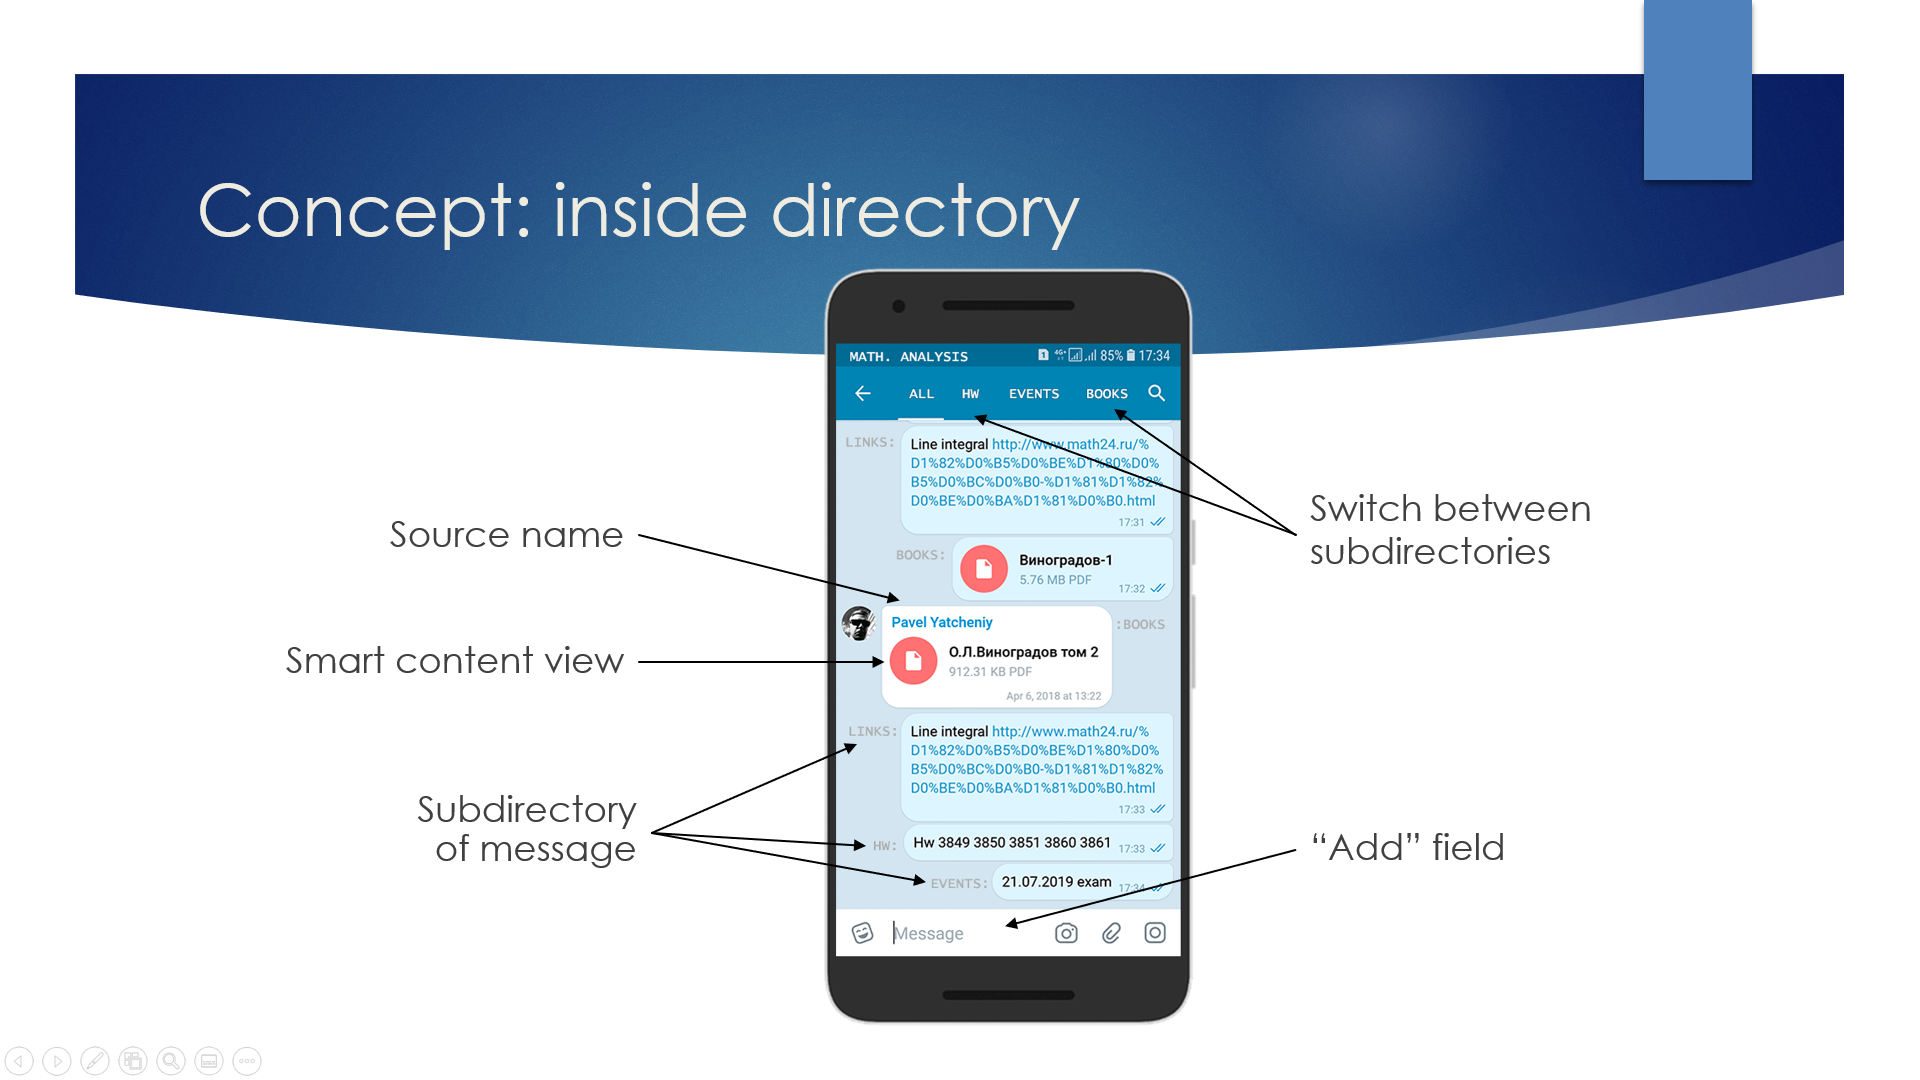 Concept: inside directory
MATH. ANALYSIS 4G+ 85% 17:34
ALL HW EVENTS BOOKS
LINKS: Line integral http://www.math24.ru/%
D1%82%D0%B5%D0%BE%D1%80%D0%
B5%D0%BC%D0%B0-%D1%81%D1%82%
D0%BE%D0%BA%D1%81%D0%B0.html
17:31
BOOKS: Виноградов-1
5.76 MB PDF
17:32
Pavel Yatcheniy :BOOKS
О.Л.Виноградов том 2
912.31 KB PDF
Apr 6, 2018 at 13:22
LINKS: Line integral http://www.math24.ru/%
D1%82%D0%B5%D0%BE%D1%80%D0%
B5%D0%BC%D0%B0-%D1%81%D1%82%
D0%BE%D0%BA%D1%81%D0%B0.html
17:33
HW: Hw 3849 3850 3851 3860 3861 17:33
EVENTS: 21.07.2019 exam 17:34
Message
Source name
Smart content view
Subdirectory
of message
Switch between
subdirectories
“Add” field